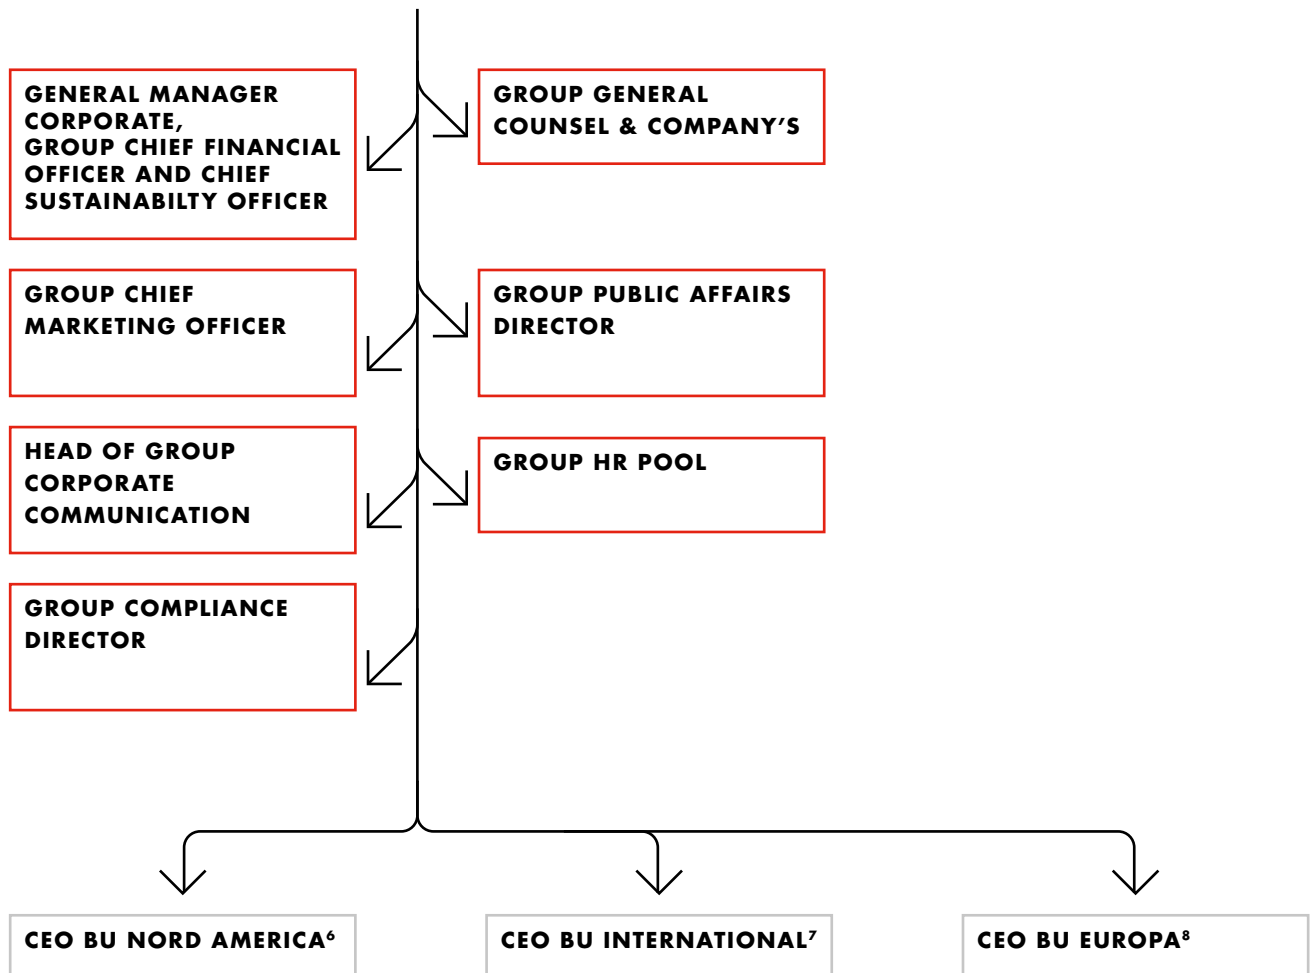 GENERAL MANAGER
CORPORATE,
GROUP CHIEF FINANCIAL
OFFICER AND CHIEF
SUSTAINABILTY OFFICER
GROUP GENERAL
COUNSEL & COMPANY’S
GROUP CHIEF
MARKETING OFFICER
GROUP PUBLIC AFFAIRS
DIRECTOR
HEAD OF GROUP
CORPORATE
COMMUNICATION
GROUP HR POOL
GROUP COMPLIANCE
DIRECTOR
CEO BU NORD AMERICA⁶
CEO BU INTERNATIONAL⁷
CEO BU EUROPA⁸